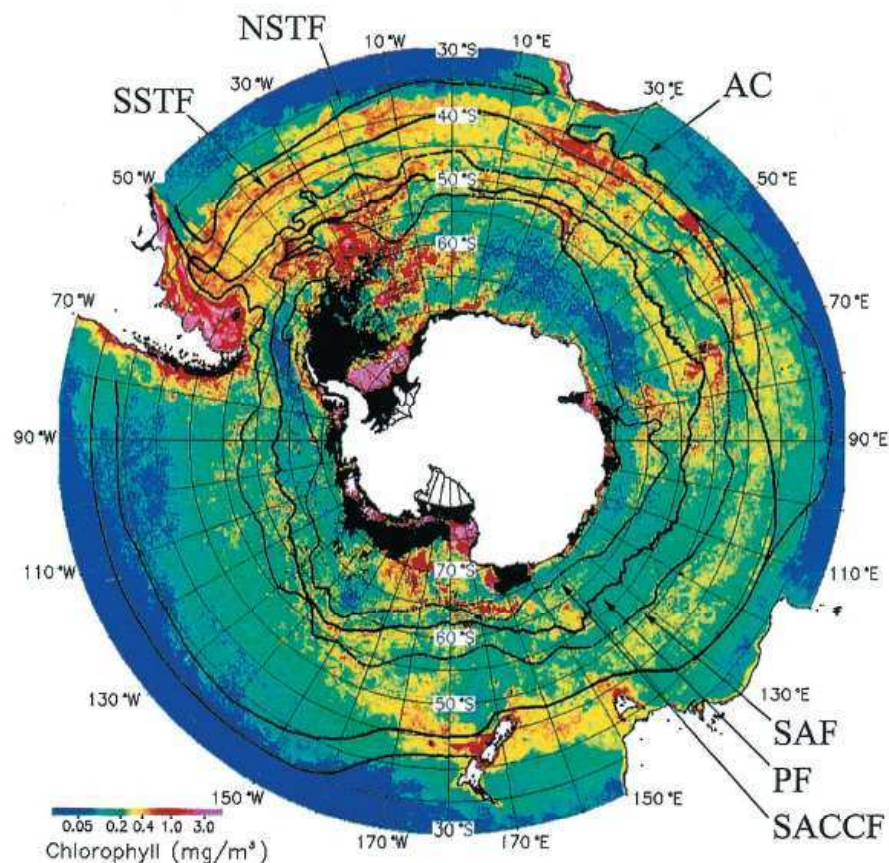 NSTF
10 °W 30 °S 10 °E
30 °W 30 °E
SSTF AC
40 °S
50 °W 50 °E
50 °S
60 °S
70 °W 70 °E
90 °W 90 °E
70 °S
110 °W 110 °E
60 °S
50 °S
130 °W 130 °E
SAF
PF
SACCF
150 °W 150 °E
170 °W 30 °S 170 °E
0.05 0.2 0.4 1.0 3.0
Chlorophyll (mg/m³)